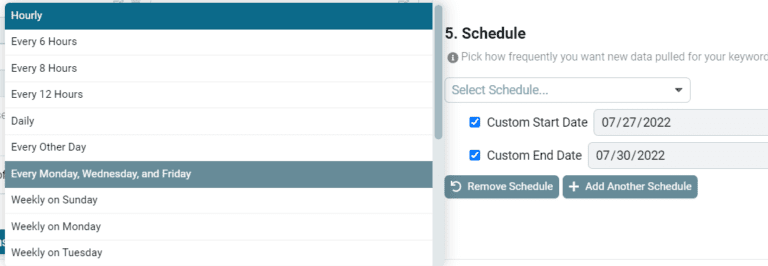 Hourly
Every 6 Hours
Every 8 Hours
Every 12 Hours
Daily
Every Other Day
Every Monday, Wednesday, and Friday
Weekly on Sunday
Weekly on Monday
Weekly on Tuesday
5. Schedule
Pick how frequently you want new data pulled for your keyword
Select Schedule...
Custom Start Date 07/27/2022
Custom End Date 07/30/2022
Remove Schedule Add Another Schedule